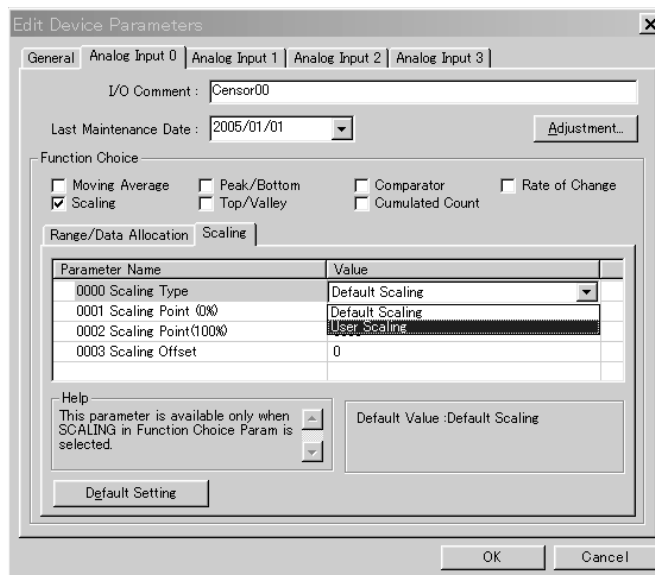 Edit Device Parameters
General Analog Input 0 Analog Input 1 Analog Input 2 Analog Input 3
I/O Comment : Censor00
Last Maintenance Date : 2005/01/01 Adjustment...
Function Choice
Moving Average Peak/Bottom Comparator Rate of Change
Scaling Top/Valley Cumulated Count
Range/Data Allocation Scaling
Parameter Name Value
0000 Scaling Type Default Scaling
0001 Scaling Point (0%) Default Scaling
0002 Scaling Point(100%) User Scaling
0003 Scaling Offset 0
Help
This parameter is available only when
SCALING in Function Choice Param is
selected.
Default Value :Default Scaling
Default Setting
OK Cancel